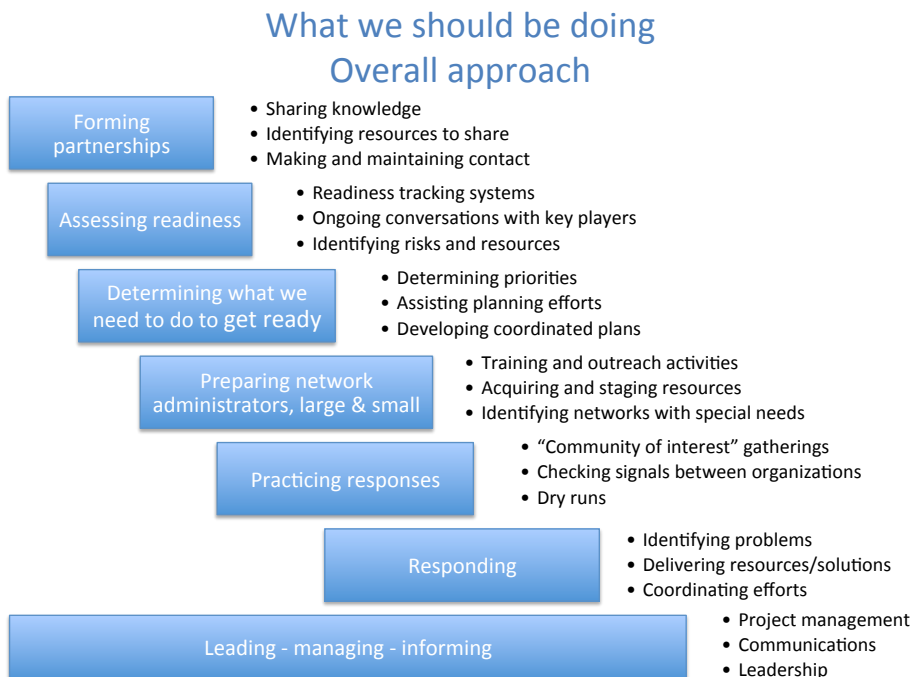 What we should be doing
Overall approach
Forming
partnerships
• Sharing knowledge
• Identifying resources to share
• Making and maintaining contact
Assessing readiness
• Readiness tracking systems
• Ongoing conversations with key players
• Identifying risks and resources
Determining what we
need to do to get ready
• Determining priorities
• Assisting planning efforts
• Developing coordinated plans
Preparing network
administrators, large & small
• Training and outreach activities
• Acquiring and staging resources
• Identifying networks with special needs
Practicing responses
• “Community of interest” gatherings
• Checking signals between organizations
• Dry runs
Responding
• Identifying problems
• Delivering resources/solutions
• Coordinating efforts
Leading - managing - informing
• Project management
• Communications
• Leadership